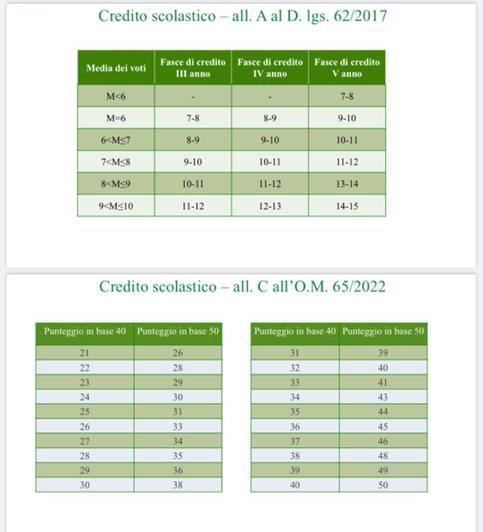 Credito scolastico – all. A al D. lgs. 62/2017
Media dei voti Fasce di credito III anno Fasce di credito IV anno Fasce di credito V anno
M<6 - - 7-8
M=6 7-8 8-9 9-10
6<M≤7 8-9 9-10 10-11
7<M≤8 9-10 10-11 11-12
8<M≤9 10-11 11-12 13-14
9<M≤10 11-12 12-13 14-15
Credito scolastico – all. C all'O.M. 65/2022
Punteggio in base 40 Punteggio in base 50
21 26
22 28
23 29
24 30
25 31
26 33
27 34
28 35
29 36
30 38
Punteggio in base 40 Punteggio in base 50
31 39
32 40
33 41
34 43
35 44
36 45
37 46
38 48
39 49
40 50